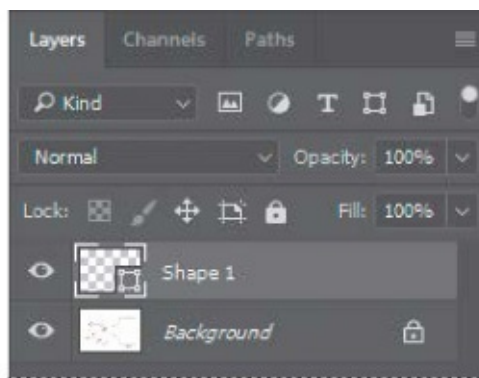 Layers Channels Paths
Kind
Normal Opacity: 100%
Lock: Fill: 100%
Shape 1
Background